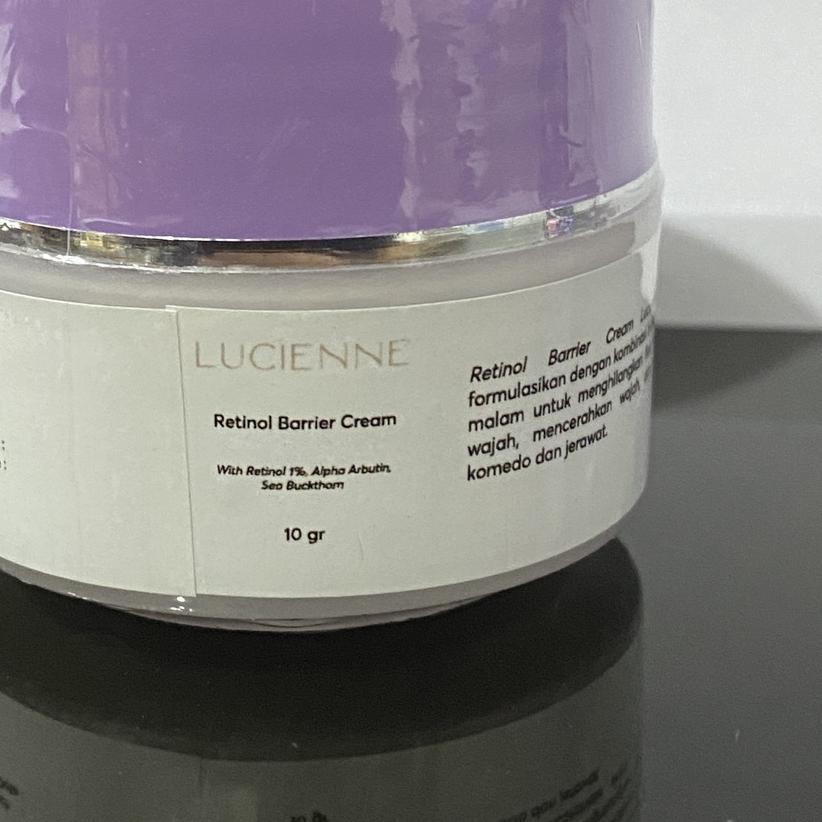 LUCIENNE
Retinol Barrier Cream
With Retinol 1%, Alpha Arbutin,
Sea Buckthorn
10 gr
Retinol Barrier Cream
formulasikan dengan
malam untuk menghilangkan
wajah, mencerahkan wajah,
komedo dan jerawat.